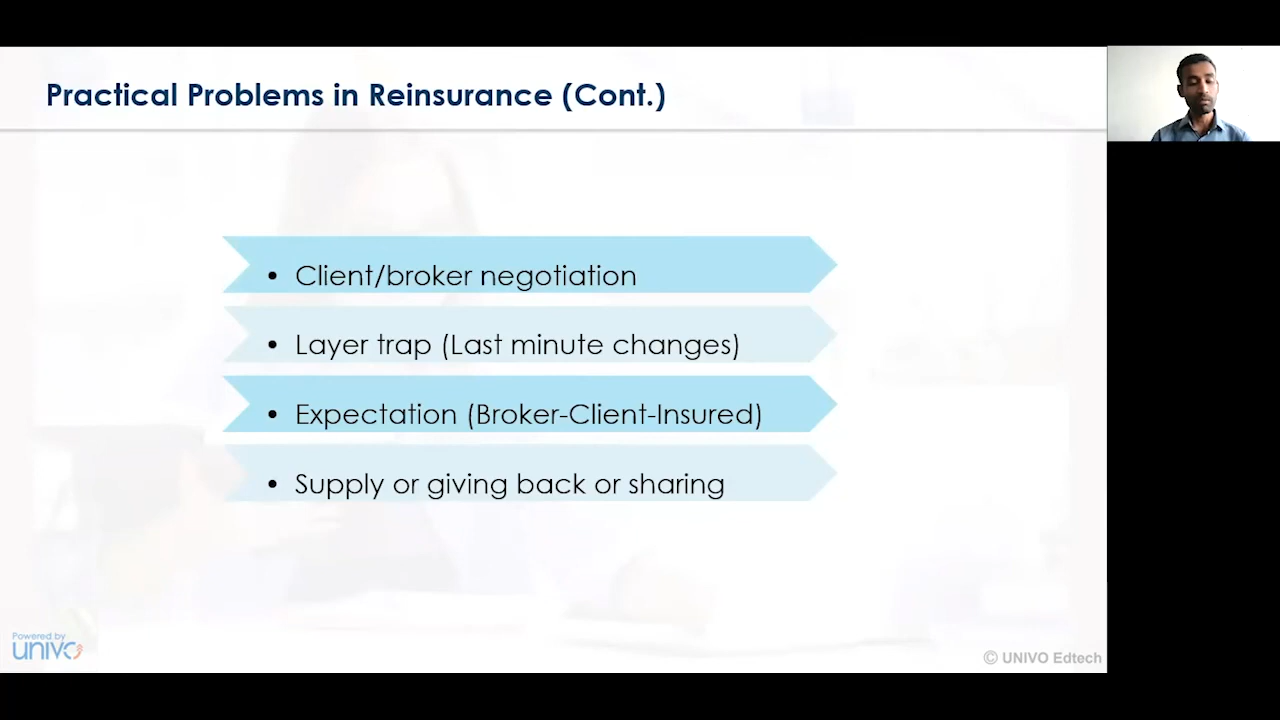 Practical Problems in Reinsurance (Cont.)
• Client/broker negotiation
• Layer trap (Last minute changes)
• Expectation (Broker-Client-Insured)
• Supply or giving back or sharing
Powered by
univo
© UNIVO Edtech